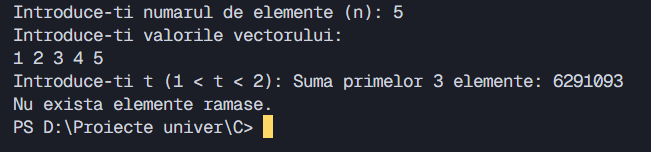 Introduce-ti numarul de elemente (n): 5
Introduce-ti valorile vectorului:
1 2 3 4 5
Introduce-ti t (1 < t < 2): Suma primelor 3 elemente: 6291093
Nu exista elemente ramase.
PS D:\Proiecte univer\C>